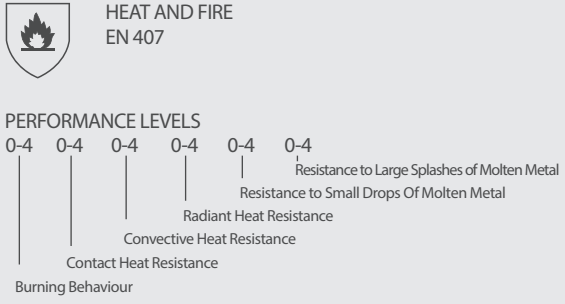 HEAT AND FIRE
EN 407
PERFORMANCE LEVELS
0-4 0-4 0-4 0-4 0-4 0-4
Resistance to Large Splashes of Molten Metal
Resistance to Small Drops Of Molten Metal
Radiant Heat Resistance
Convective Heat Resistance
Contact Heat Resistance
Burning Behaviour